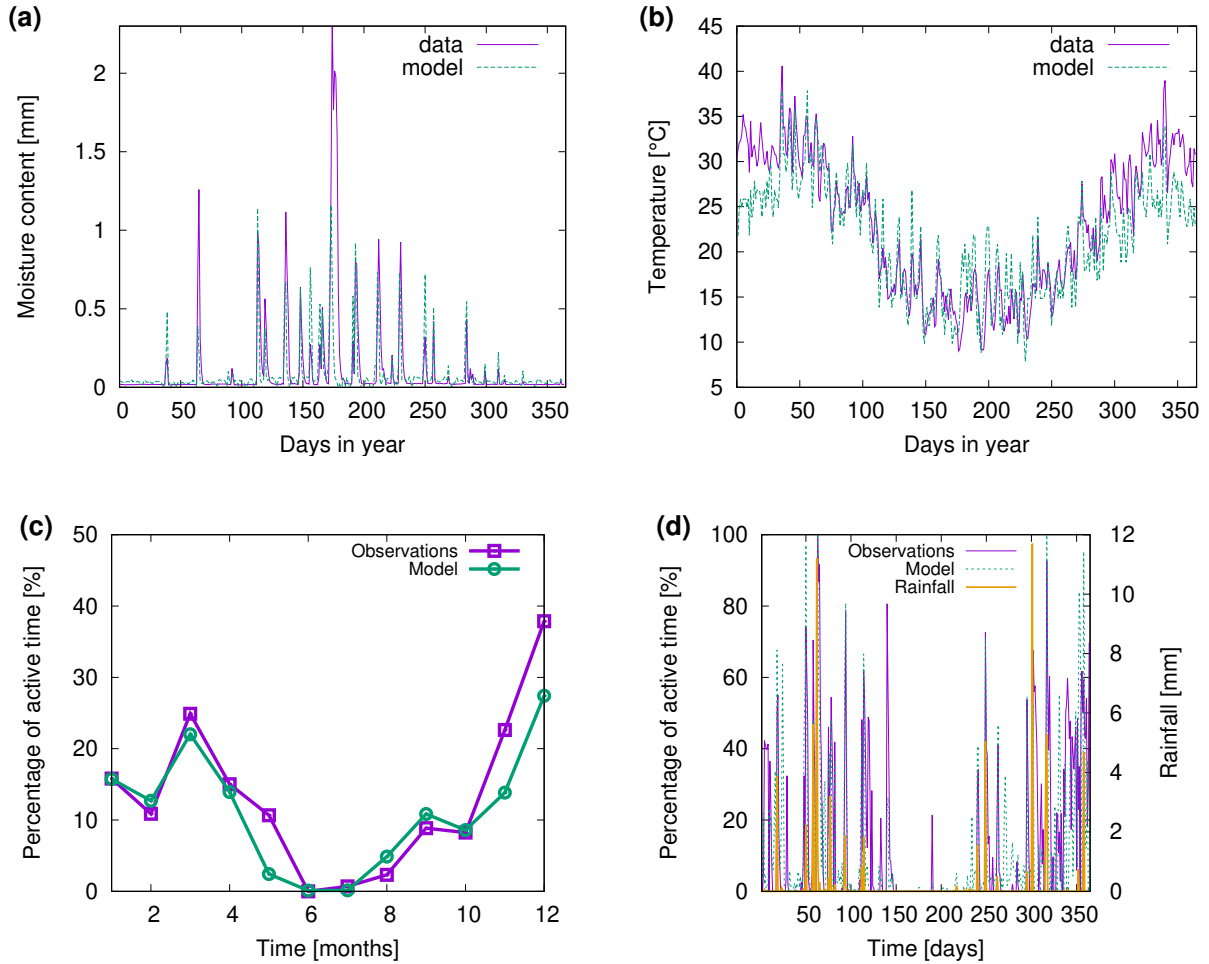 (a)
data
model
Moisture content [mm]
2
1.5
1
0.5
0
0 50 100 150 200 250 300 350
Days in year
(b)
data
model
Temperature [°C]
45
40
35
30
25
20
15
10
5
0 50 100 150 200 250 300 350
Days in year
(c)
Observations
Model
Percentage of active time [%]
50
40
30
20
10
0
2 4 6 8 10 12
Time [months]
(d)
Observations
Model
Rainfall
Percentage of active time [%]
100
80
60
40
20
0
12
10
8
6
4
2
0
Rainfall [mm]
50 100 150 200 250 300 350
Time [days]